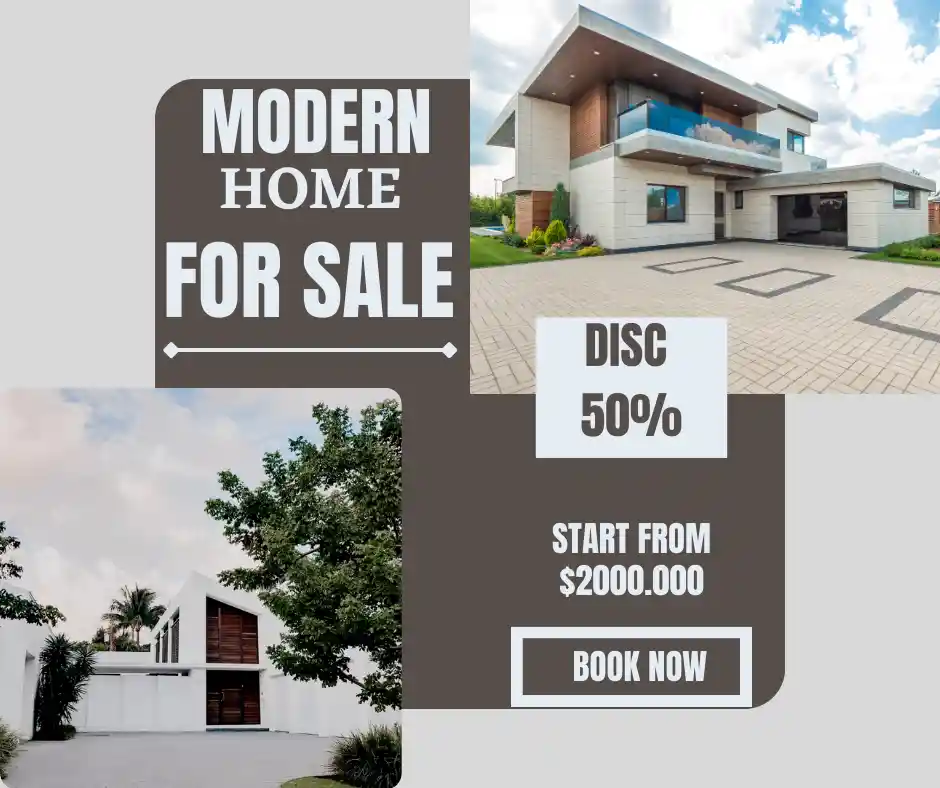 MODERN
HOME
FOR SALE
DISC
50%
START FROM
$2000.000
BOOK NOW